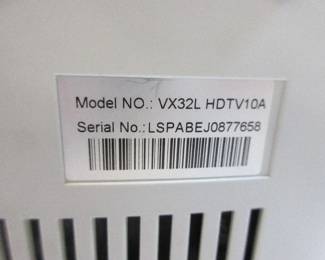 Model NO.: VX32L HDTV10A
Serial No.: LSPABEJ0877658